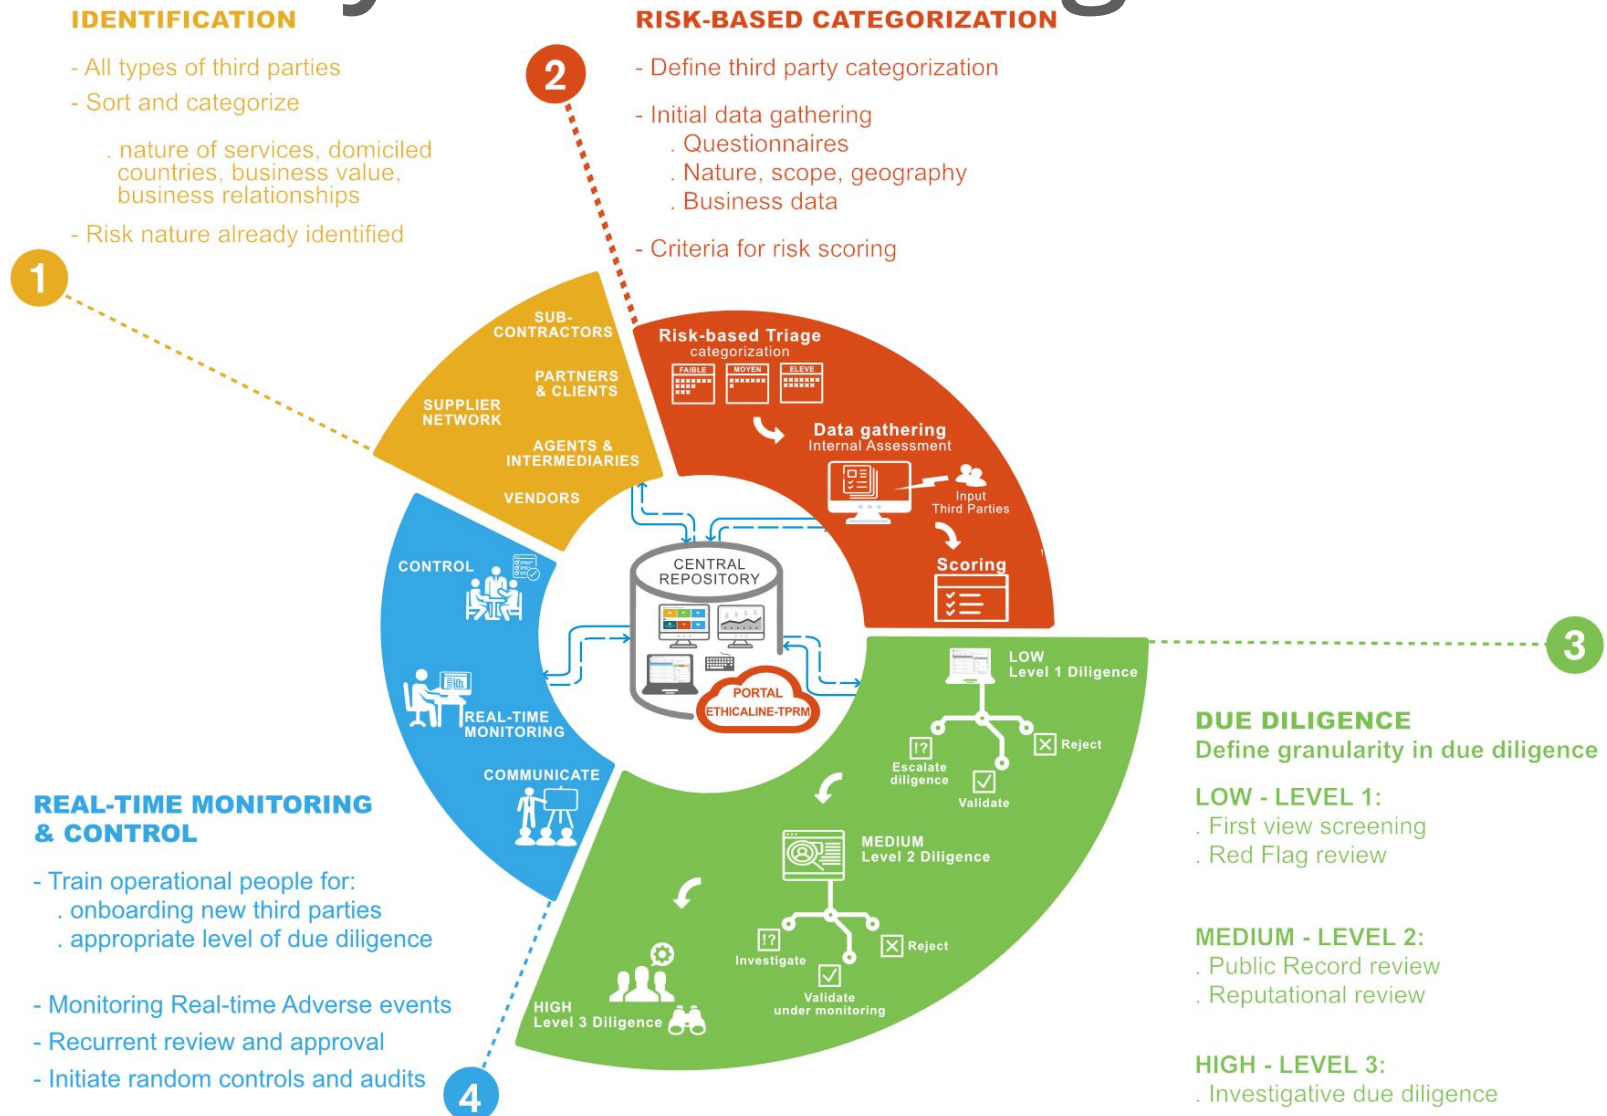 IDENTIFICATION
- All types of third parties
- Sort and categorize
. nature of services, domiciled
countries, business value,
business relationships
- Risk nature already identified
1
2
RISK-BASED CATEGORIZATION
- Define third party categorization
- Initial data gathering
. Questionnaires
. Nature, scope, geography
. Business data
- Criteria for risk scoring
SUB-
CONTRACTORS
PARTNERS
& CLIENTS
SUPPLIER
NETWORK
AGENTS &
INTERMEDIARIES
VENDORS
Risk-based Triage
categorization
FAIBLE
MOYEN
ELEVE
Data gathering
Internal Assessment
Input
Third Parties
Scoring
CENTRAL
REPOSITORY
PORTAL
ETHICALINE-TPRM
CONTROL
REAL-TIME
MONITORING
COMMUNICATE
LOW
Level 1 Diligence
!?
Escalate
diligence
Validate
Reject
MEDIUM
Level 2 Diligence
!?
Investigate
Validate
under monitoring
Reject
HIGH
Level 3 Diligence
3
DUE DILIGENCE
Define granularity in due diligence
LOW - LEVEL 1:
. First view screening
. Red Flag review
MEDIUM - LEVEL 2:
. Public Record review
. Reputational review
HIGH - LEVEL 3:
. Investigative due diligence
REAL-TIME MONITORING
& CONTROL
- Train operational people for:
. onboarding new third parties
. appropriate level of due diligence
- Monitoring Real-time Adverse events
- Recurrent review and approval
- Initiate random controls and audits
4